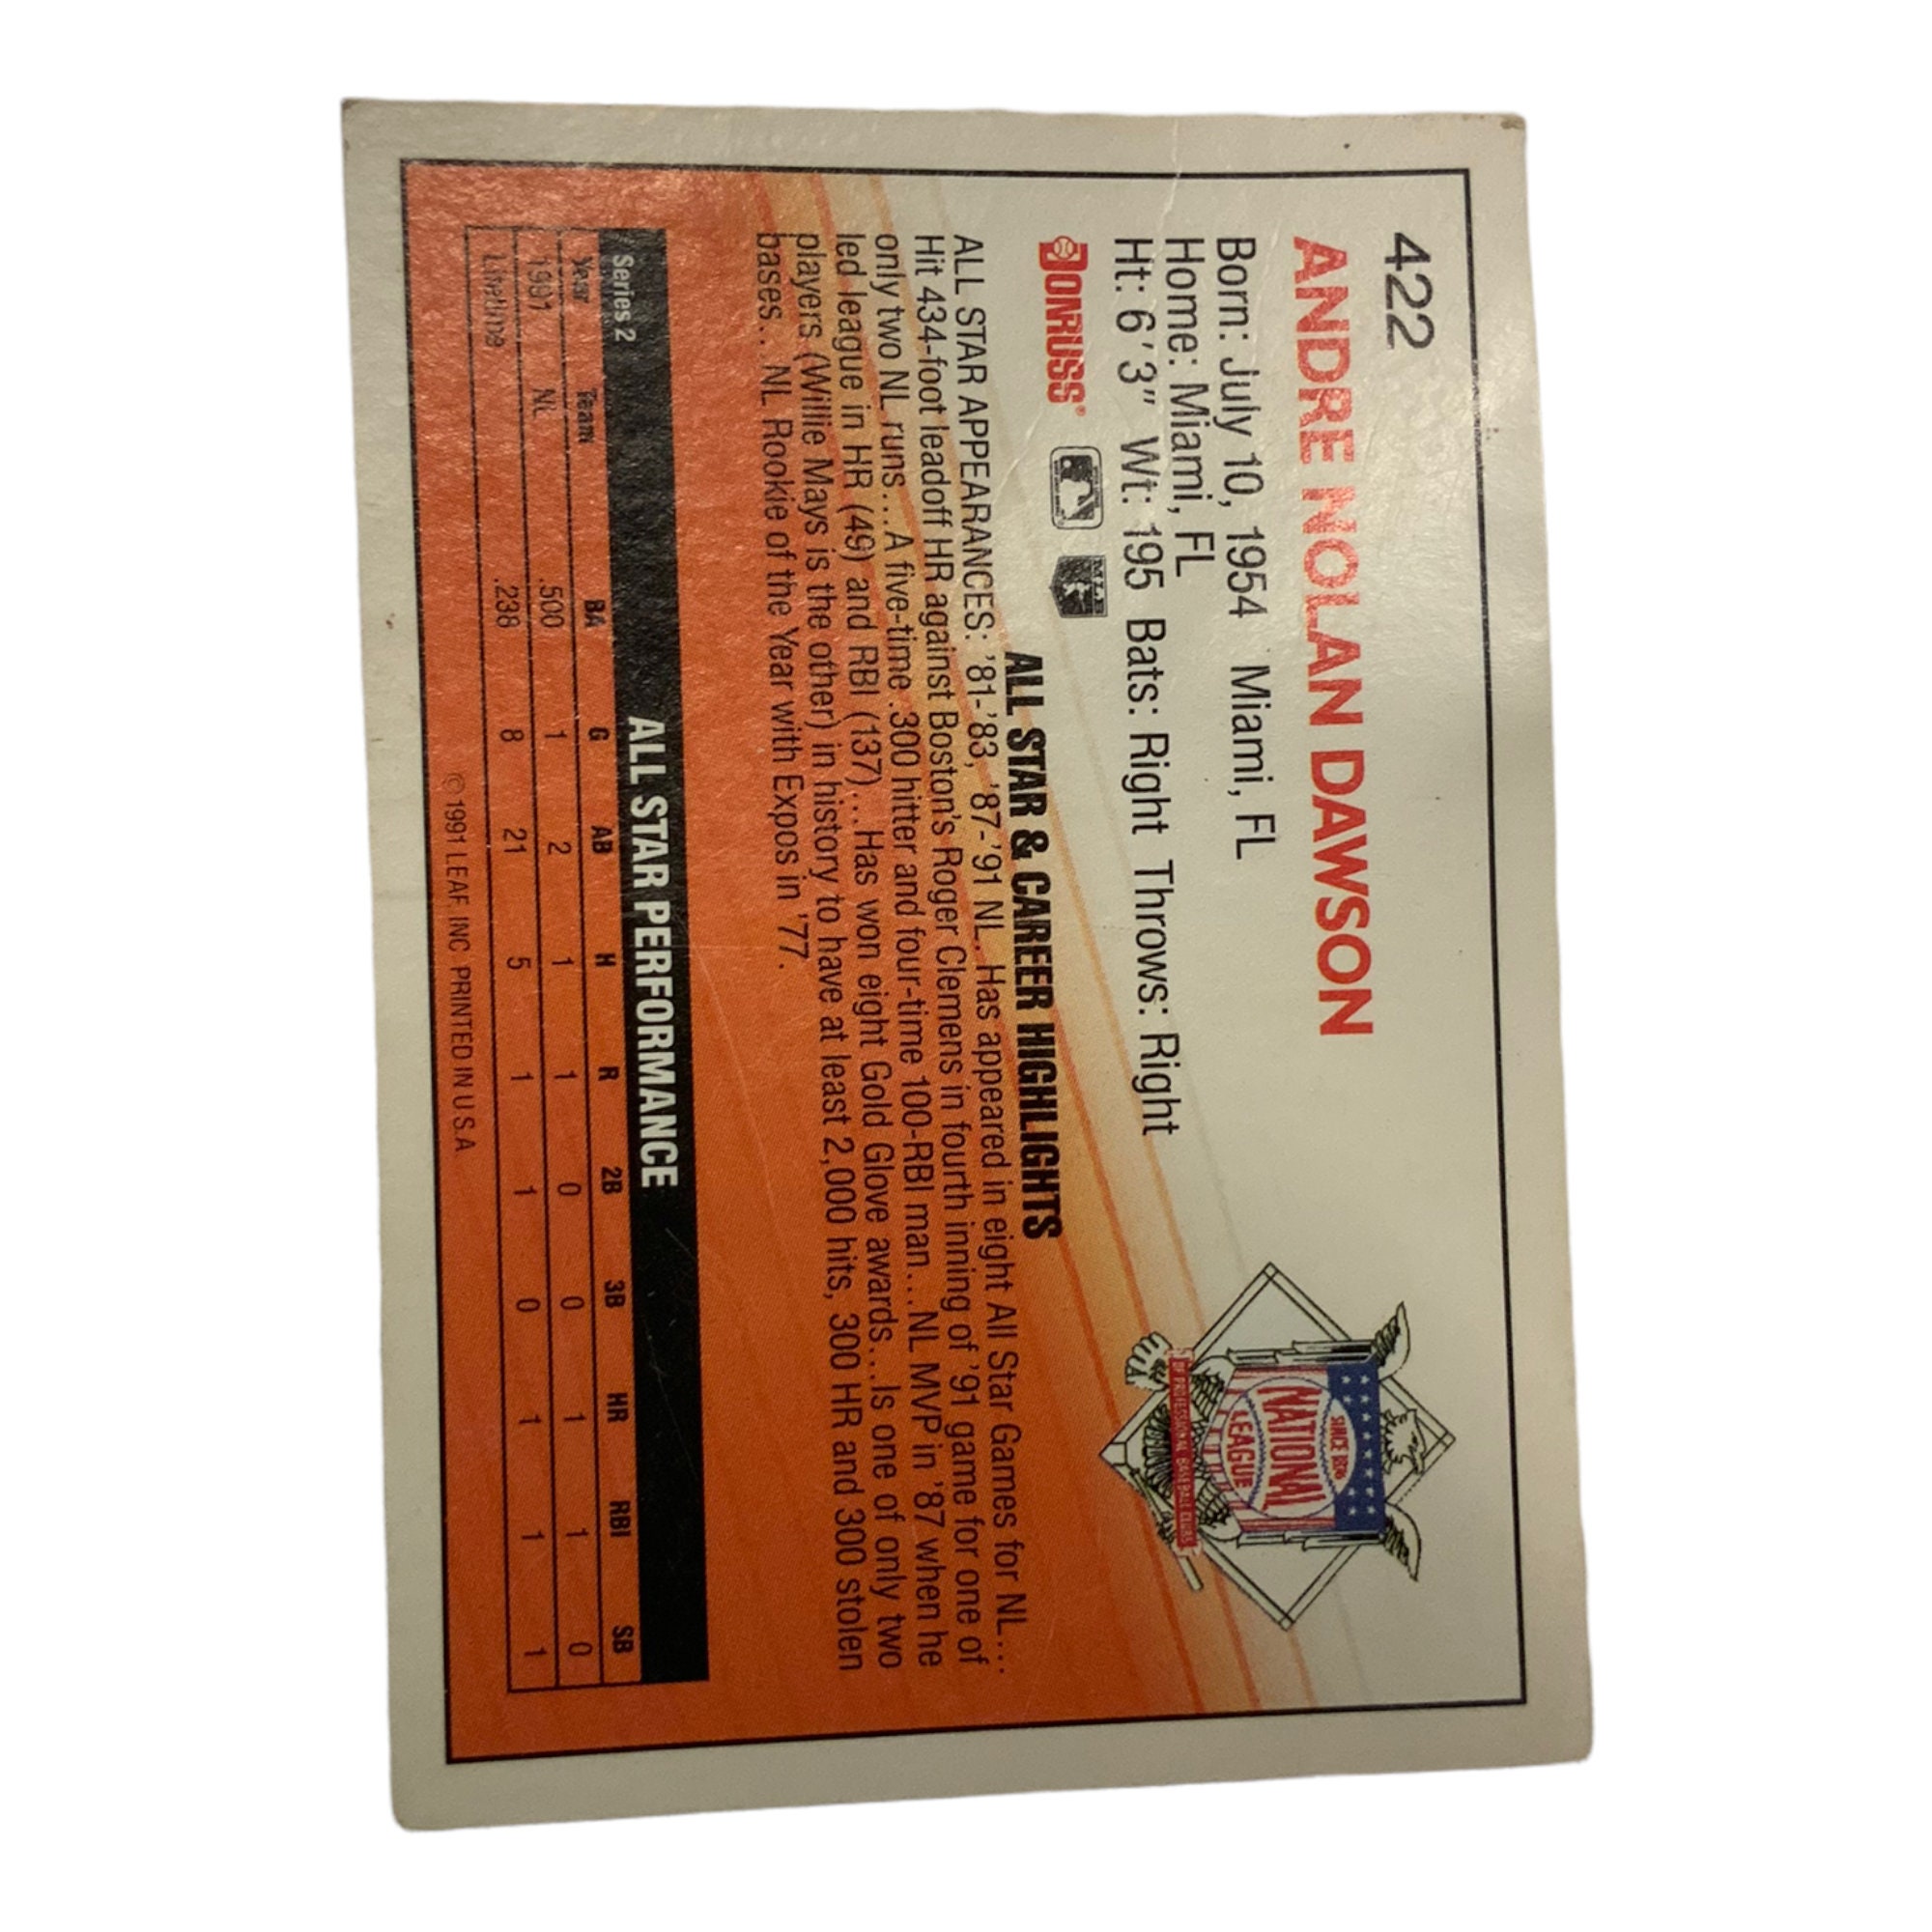 422
ANDRE NOLAN DAWSON
Born: July 10, 1954 Miami, FL
Home: Miami, FL
Ht: 6'3" Wt: 195 Bats: Right Throws: Right
DONRUSS®
MLB
SINCE 1876
NATIONAL
LEAGUE
OF PROFESSIONAL BASEBALL CLUBS
ALL STAR & CAREER HIGHLIGHTS
ALL STAR APPEARANCES: '81-'83, '87-'91 NL. Has appeared in eight All Star Games for NL...
Hit 434-foot leadoff HR against Boston's Roger Clemens in fourth inning of '91 game for one of
only two NL runs...A five-time .300 hitter and four-time 100-RBI man...NL MVP in '87 when he
led league in HR (49) and RBI (137)...Has won eight Gold Glove awards...Is one of only two
players (Willie Mays is the other) in history to have at least 2,000 hits, 300 HR and 300 stolen
bases...NL Rookie of the Year with Expos in '77.
Series 2 ALL STAR PERFORMANCE
Year Team BA G AB H R 2B 3B HR RBI SB
1991 NL .500 1 2 1 1 0 0 1 1 0
Lifetime .238 8 21 5 1 1 0 1 1 1
© 1991 LEAF, INC. PRINTED IN U.S.A